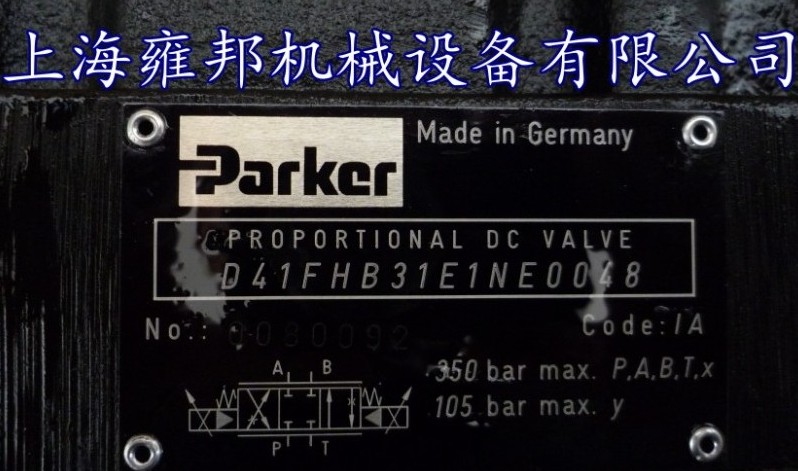 上海雍邦机械设备有限公司
Parker
Made in Germany
PROPORTIONAL DC VALVE
D41FHB31E1NE0048
No.: 0080092
Code: IA
A B
350 bar max. P,A,B,T,x
105 bar max. y
P T